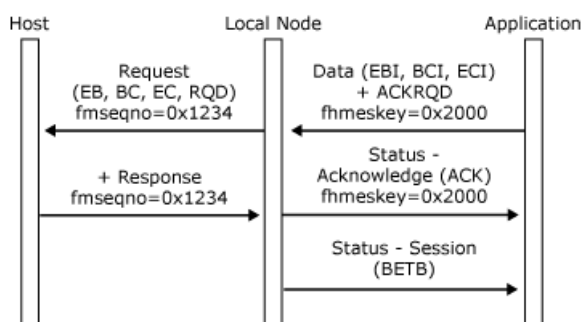 Host
Local Node
Application
Request
(EB, BC, EC, RQD)
fmseqno=0x1234
Data (EBI, BCI, ECI)
+ ACKRQD
fhmeskey=0x2000
+ Response
fmseqno=0x1234
Status -
Acknowledge (ACK)
fhmeskey=0x2000
Status - Session
(BETB)